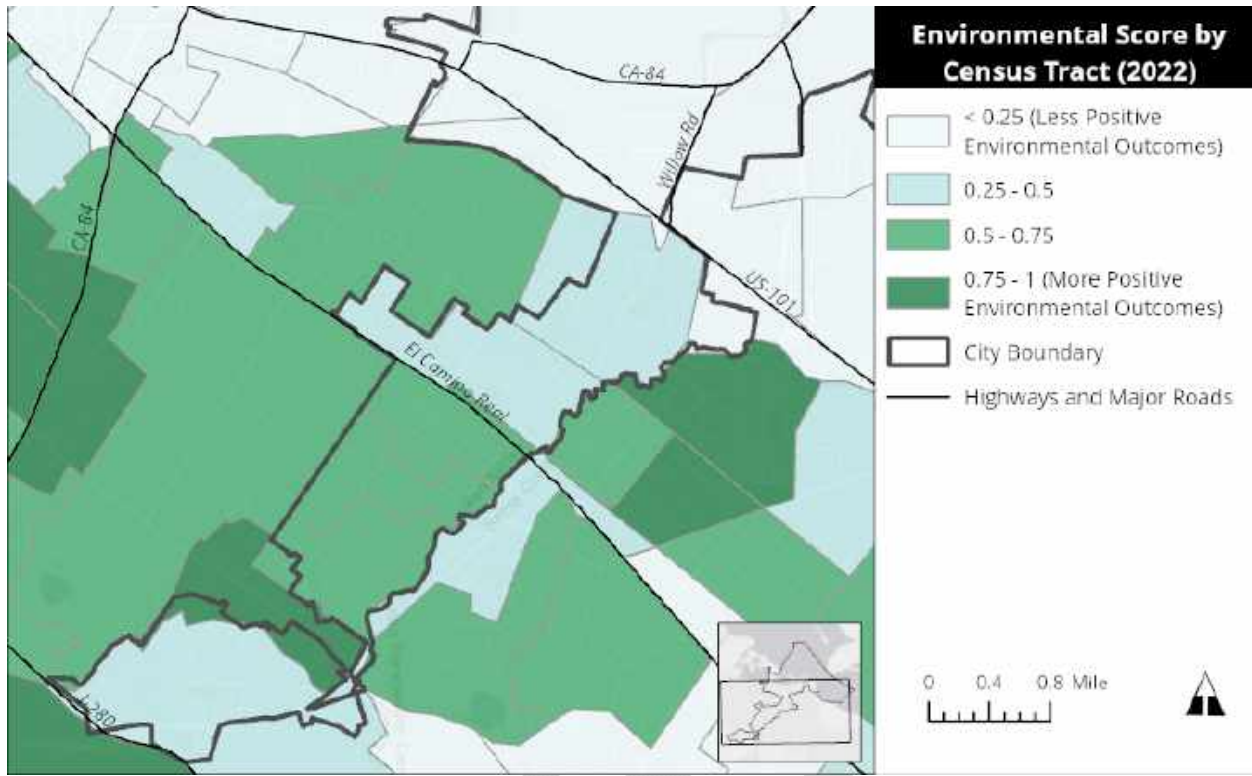 Environmental Score by
Census Tract (2022)
< 0.25 (Less Positive
Environmental Outcomes)
0.25 - 0.5
0.5 - 0.75
0.75 - 1 (More Positive
Environmental Outcomes)
City Boundary
Highways and Major Roads
0 0.4 0.8 Mile
CA-84
Willow Rd
CA-84
US-101
El Camino Real
I-280